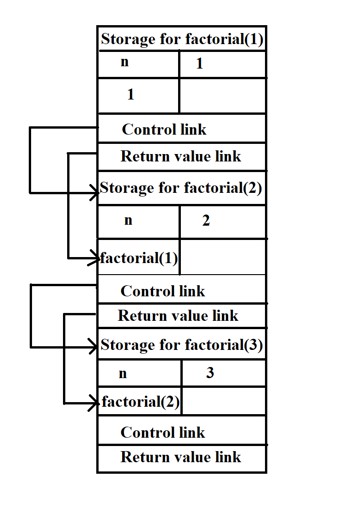 Storage for factorial(1)
n 1
1
Control link
Return value link
Storage for factorial(2)
n 2
factorial(1)
Control link
Return value link
Storage for factorial(3)
n 3
factorial(2)
Control link
Return value link